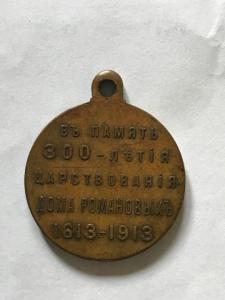 ВЪ ПАМЯТЬ
300-ЛѢТІЯ
ЦАРСТВОВАНІЯ
ДОМА РОМАНОВЫХЪ
1613-1913